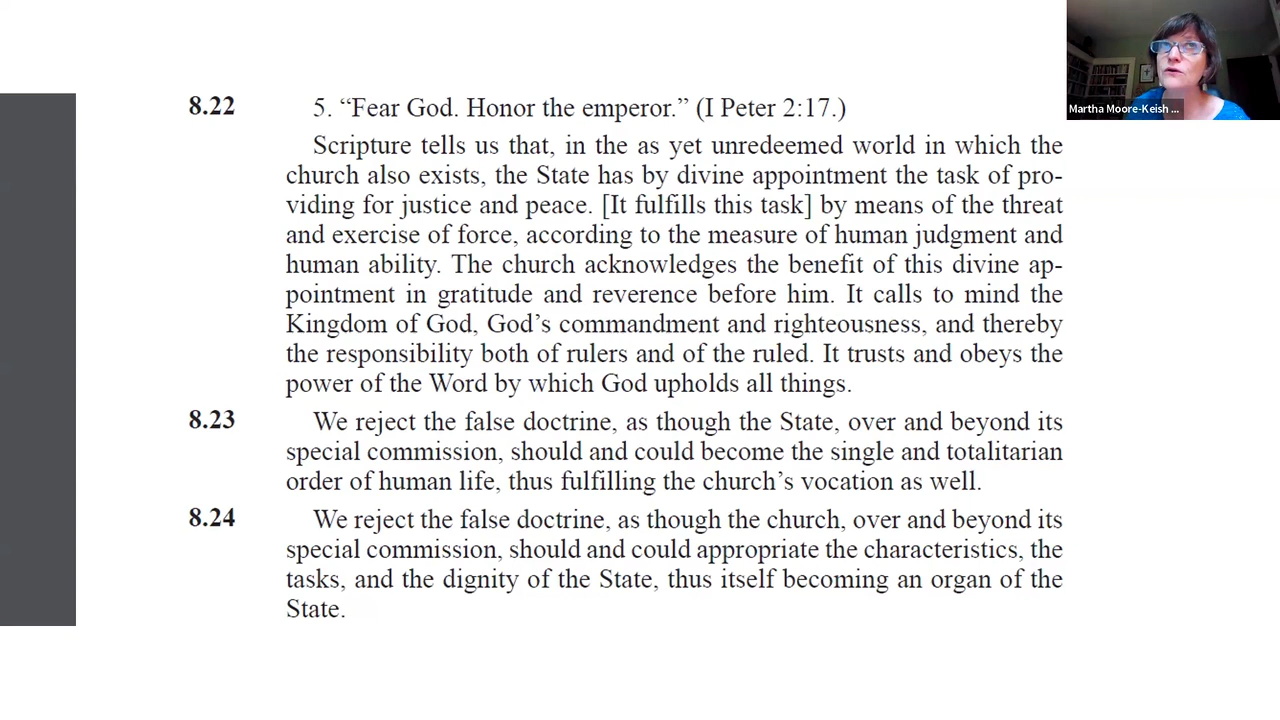 Martha Moore-Keish ...
8.22 5. “Fear God. Honor the emperor.” (I Peter 2:17.)
Scripture tells us that, in the as yet unredeemed world in which the
church also exists, the State has by divine appointment the task of pro-
viding for justice and peace. [It fulfills this task] by means of the threat
and exercise of force, according to the measure of human judgment and
human ability. The church acknowledges the benefit of this divine ap-
pointment in gratitude and reverence before him. It calls to mind the
Kingdom of God, God’s commandment and righteousness, and thereby
the responsibility both of rulers and of the ruled. It trusts and obeys the
power of the Word by which God upholds all things.
8.23 We reject the false doctrine, as though the State, over and beyond its
special commission, should and could become the single and totalitarian
order of human life, thus fulfilling the church’s vocation as well.
8.24 We reject the false doctrine, as though the church, over and beyond its
special commission, should and could appropriate the characteristics, the
tasks, and the dignity of the State, thus itself becoming an organ of the
State.